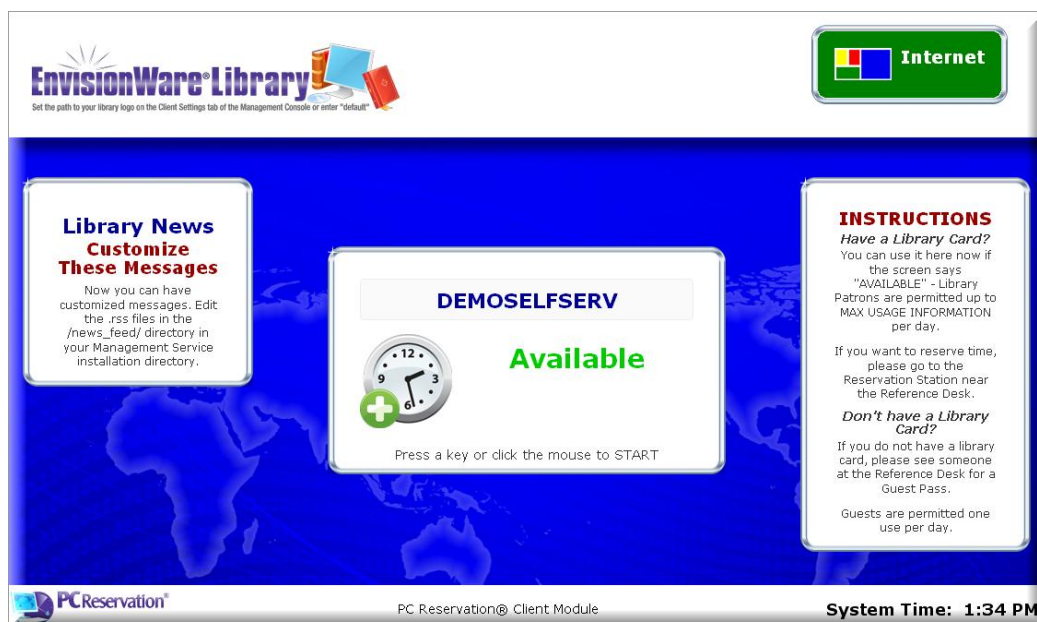 EnvisionWare® Library
Set the path to your library logo on the Client Settings tab of the Management Console or enter "default"
Internet
Library News
Customize
These Messages
Now you can have
customized messages. Edit
the .rss files in the
/news_feed/ directory in
your Management Service
installation directory.
DEMOSELFSERV
12
9
3
6
Available
Press a key or click the mouse to START
INSTRUCTIONS
Have a Library Card?
You can use it here now if
the screen says
"AVAILABLE" - Library
Patrons are permitted up to
MAX USAGE INFORMATION
per day.
If you want to reserve time,
please go to the
Reservation Station near
the Reference Desk.
Don't have a Library
Card?
If you do not have a library
card, please see someone
at the Reference Desk for a
Guest Pass.
Guests are permitted one
use per day.
PCReservation®
PC Reservation® Client Module
System Time: 1:34 PM